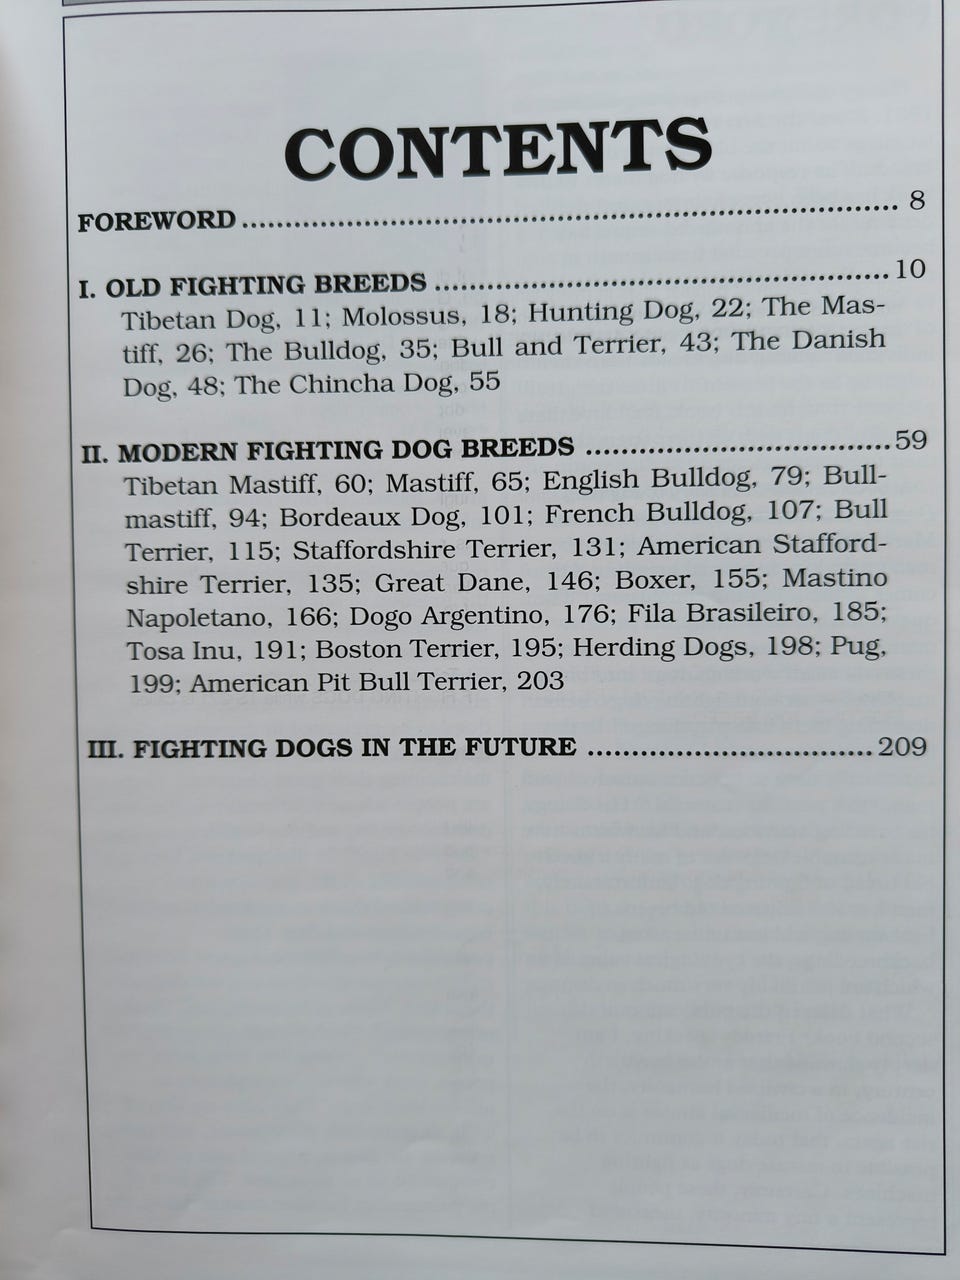 CONTENTS
FOREWORD ........................................................................ 8
I. OLD FIGHTING BREEDS .................................................. 10
Tibetan Dog, 11; Molossus, 18; Hunting Dog, 22; The Mas-
tiff, 26; The Bulldog, 35; Bull and Terrier, 43; The Danish
Dog, 48; The Chincha Dog, 55
II. MODERN FIGHTING DOG BREEDS .................................. 59
Tibetan Mastiff, 60; Mastiff, 65; English Bulldog, 79; Bull-
mastiff, 94; Bordeaux Dog, 101; French Bulldog, 107; Bull
Terrier, 115; Staffordshire Terrier, 131; American Stafford-
shire Terrier, 135; Great Dane, 146; Boxer, 155; Mastino
Napoletano, 166; Dogo Argentino, 176; Fila Brasileiro, 185;
Tosa Inu, 191; Boston Terrier, 195; Herding Dogs, 198; Pug,
199; American Pit Bull Terrier, 203
III. FIGHTING DOGS IN THE FUTURE ................................ 209